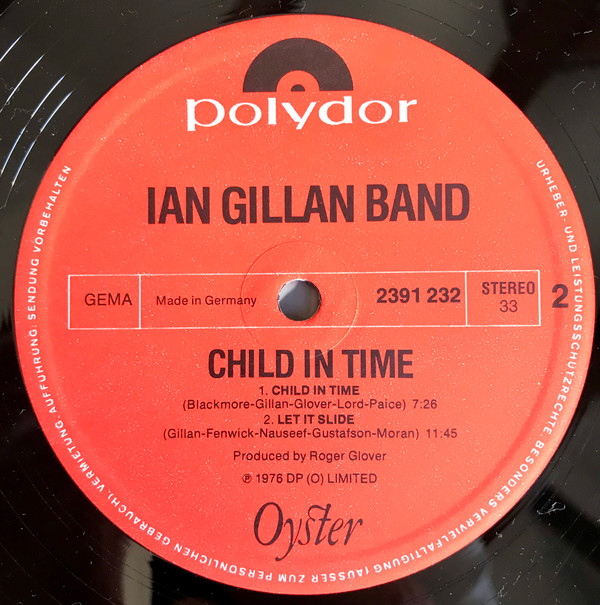 polydor
IAN GILLAN BAND
GEMA
Made in Germany
2391 232
STEREO
33
2
CHILD IN TIME
1. CHILD IN TIME
(Blackmore-Gillan-Glover-Lord-Paice) 7:26
2. LET IT SLIDE
(Gillan-Fenwick-Nauseef-Gustafson-Moran) 11:45
Produced by Roger Glover
℗ 1976 DP (O) LIMITED
Oyster
URHEBER- UND LEISTUNGSSCHUTZRECHTE BESONDERS VERVIELFÄLTIGUNG (AUSSER ZUM PERSÖNLICHEN GEBRAUCH), VERMIETUNG, AUFFÜHRUNG, SENDUNG VORBEHALTEN